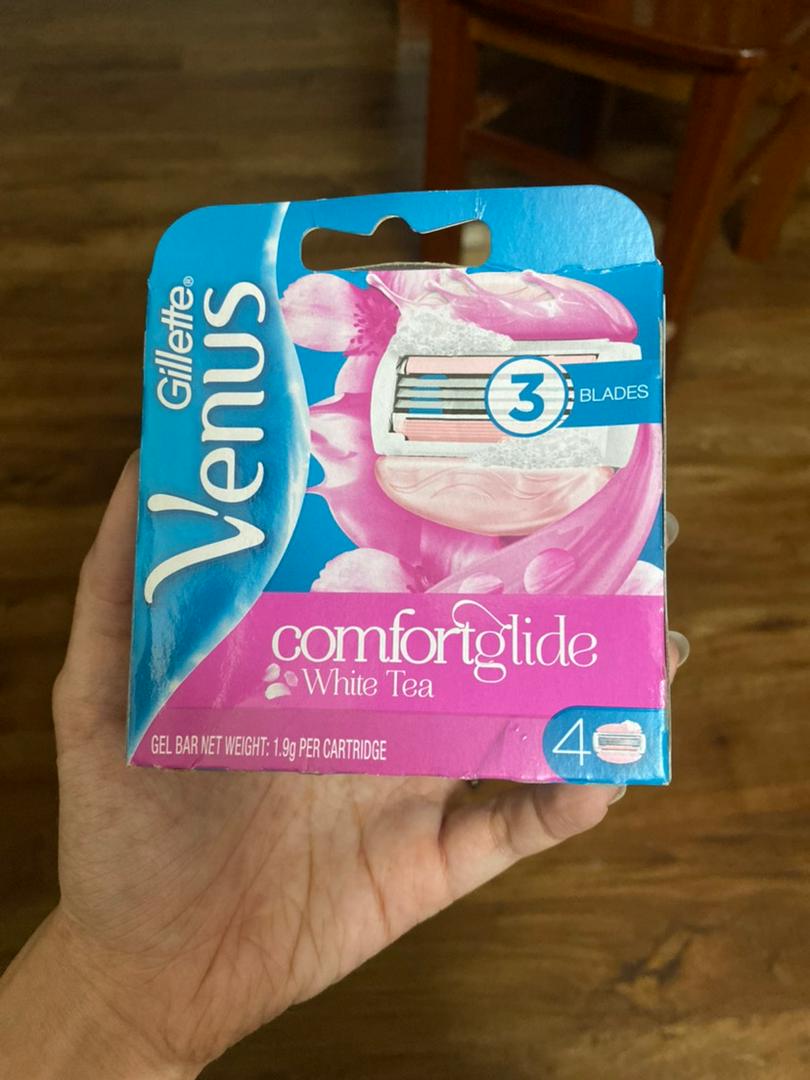 Gillette®
Venus
3 BLADES
comfortglide
White Tea
GEL BAR NET WEIGHT: 1.9g PER CARTRIDGE
4